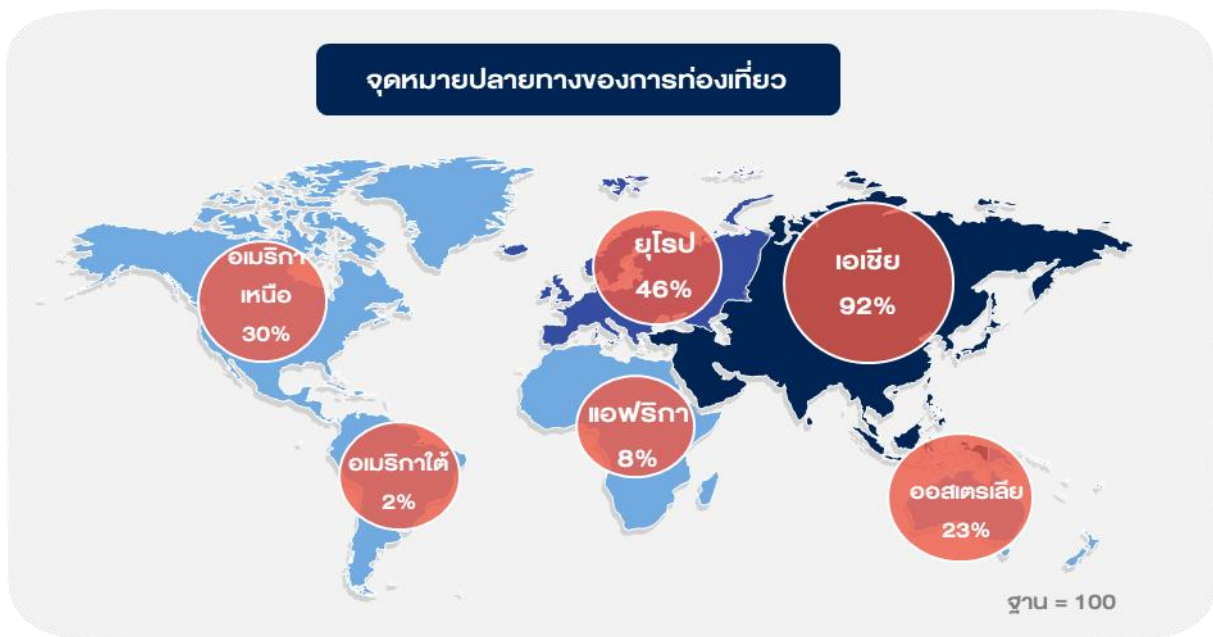 จุดหมายปลายทางของการท่องเที่ยว
อเมริกา
เหนือ
30%
ยุโรป
46%
เอเชีย
92%
อเมริกาใต้
2%
แอฟริกา
8%
ออสเตรเลีย
23%
ฐาน = 100